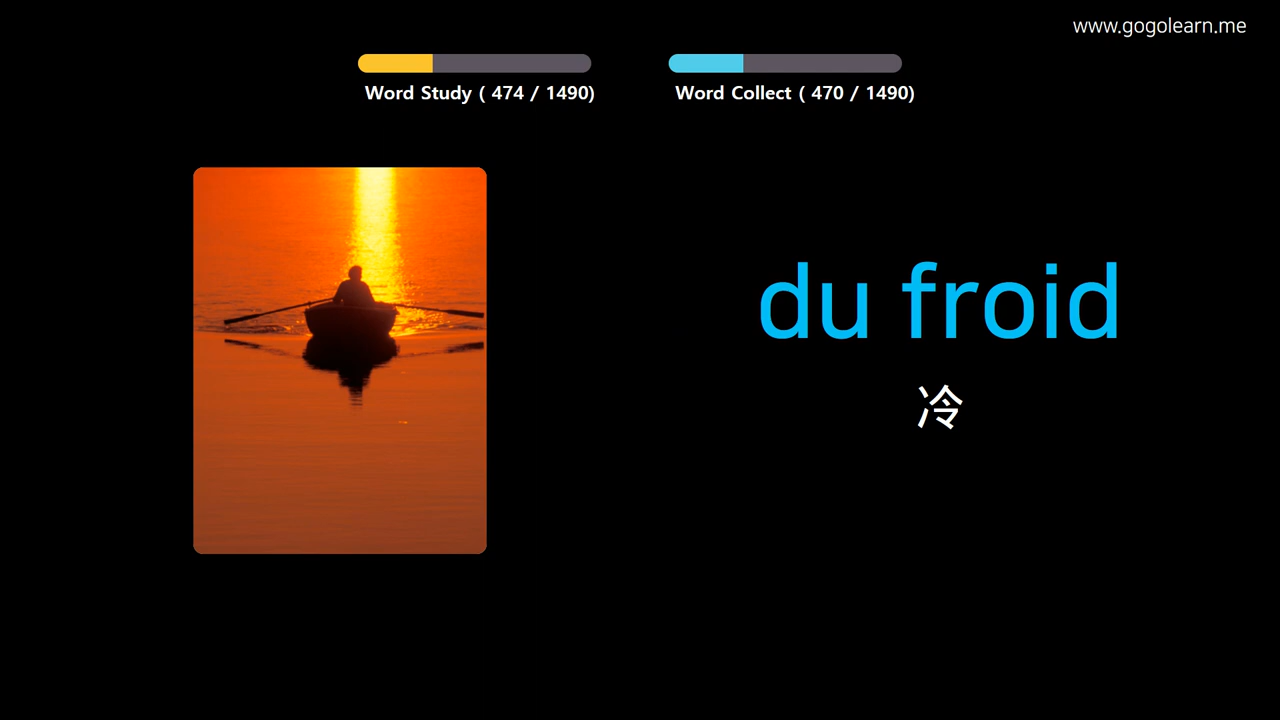 www.gogolearn.me
Word Study ( 474 / 1490)
Word Collect ( 470 / 1490)
du froid
冷